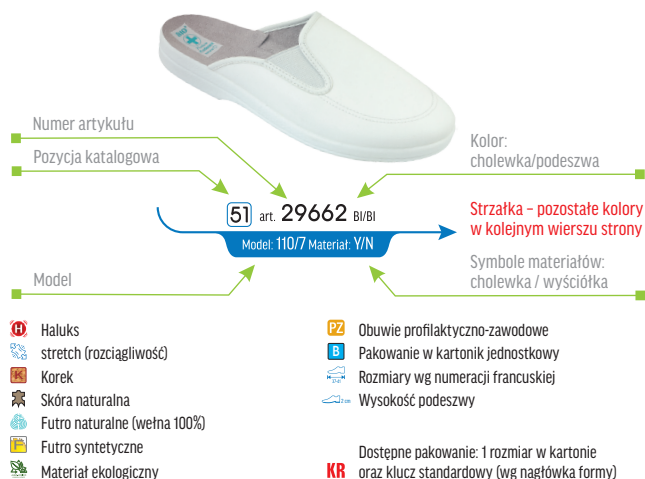 Numer artykułu
Pozycja katalogowa
Kolor:
cholewka/podeszwa
51 art. 29662 BI/BI
Model: 110/7 Materiał: Y/N
Strzałka – pozostałe kolory
w kolejnym wierszu strony
Model
Symbole materiałów:
cholewka / wyściółka
H Haluks
stretch (rozciągliwość)
K Korek
Skóra naturalna
Futro naturalne (wełna 100%)
F Futro syntetyczne
Materiał ekologiczny
PZ Obuwie profilaktyczno-zawodowe
B Pakowanie w kartonik jednostkowy
Rozmiary wg numeracji francuskiej
Wysokość podeszwy
Dostępne pakowanie: 1 rozmiar w kartonie
KR oraz klucz standardowy (wg nagłówka formy)